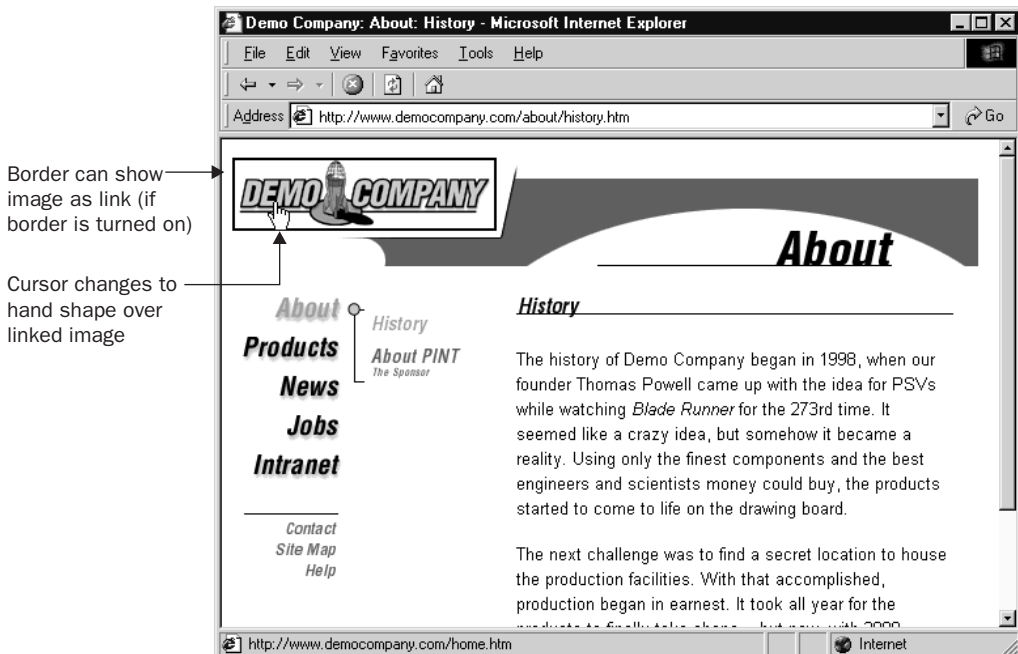 Demo Company: About: History - Microsoft Internet Explorer
File Edit View Favorites Tools Help
Address http://www.democompany.com/about/history.htm Go
Border can show
image as link (if
border is turned on)
Cursor changes to
hand shape over
linked image
DEMO COMPANY
About
About
Products
News
Jobs
Intranet
History
About PINT
The Sponsor
Contact
Site Map
Help
History
The history of Demo Company began in 1998, when our
founder Thomas Powell came up with the idea for PSVs
while watching Blade Runner for the 273rd time. It
seemed like a crazy idea, but somehow it became a
reality. Using only the finest components and the best
engineers and scientists money could buy, the products
started to come to life on the drawing board.
The next challenge was to find a secret location to house
the production facilities. With that accomplished,
production began in earnest. It took all year for the
http://www.democompany.com/home.htm Internet